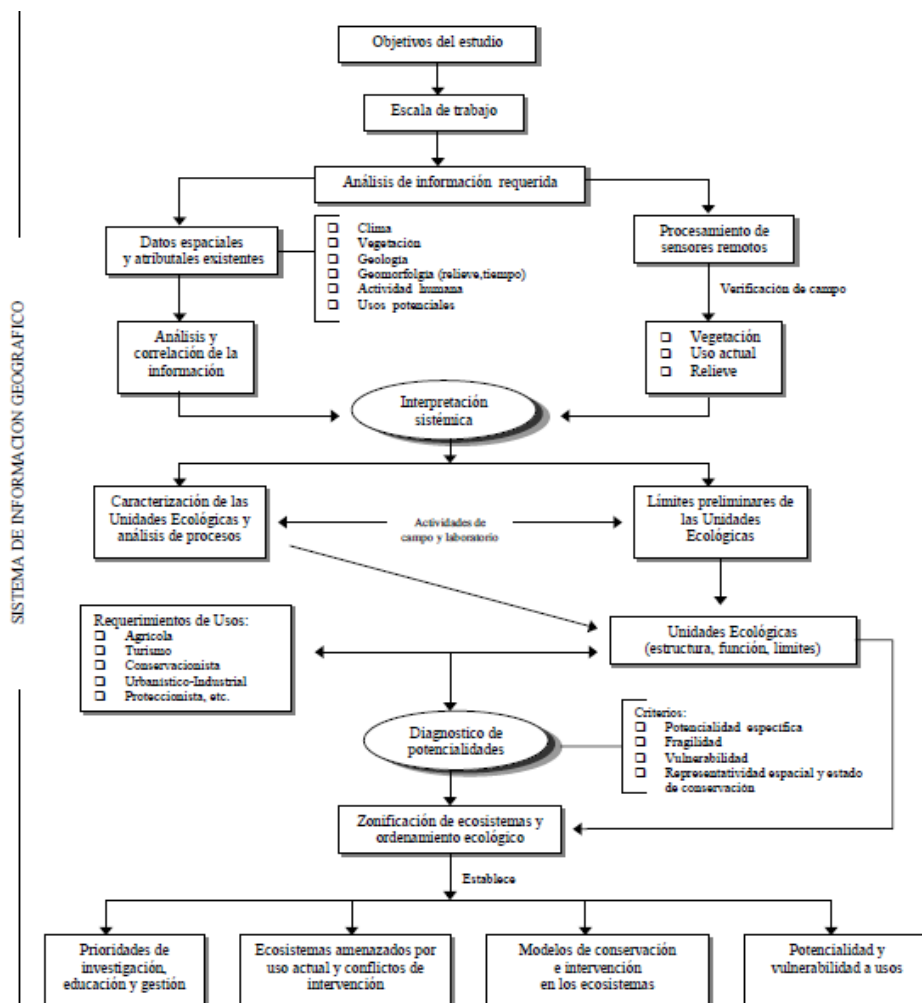 Objetivos del estudio
Escala de trabajo
Análisis de información requerida
Datos espaciales
y atributales existentes
❑ Clima
❑ Vegetación
❑ Geología
❑ Geomorfolgía (relieve,tiempo)
❑ Actividad humana
❑ Usos potenciales
Procesamiento de
sensores remotos
Verificación de campo
Análisis y
correlación de la
información
❑ Vegetación
❑ Uso actual
❑ Relieve
Interpretación
sistémica
SISTEMA DE INFORMACION GEOGRAFICO
Caracterización de las
Unidades Ecológicas y
análisis de procesos
Actividades de
campo y laboratorio
Límites preliminares de
las Unidades
Ecológicas
Requerimientos de Usos:
❑ Agrícola
❑ Turismo
❑ Conservacionista
❑ Urbanístico-Industrial
❑ Proteccionista, etc.
Unidades Ecológicas
(estructura, función, límites)
Diagnostico de
potencialidades
Criterios:
❑ Potencialidad específica
❑ Fragilidad
❑ Vulnerabilidad
❑ Representatividad espacial y estado
de conservación
Zonificación de ecosistemas y
ordenamiento ecológico
Establece
Prioridades de
investigación,
educación y gestión
Ecosistemas amenazados por
uso actual y conflictos de
intervención
Modelos de conservación
e intervención
en los ecosistemas
Potencialidad y
vulnerabilidad a usos